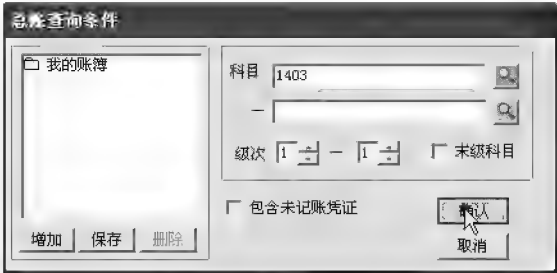 总账查询条件
我的账簿
科目 1403
—
级次 1 — 1 末级科目
包含未记账凭证
确认
取消
增加 保存 删除